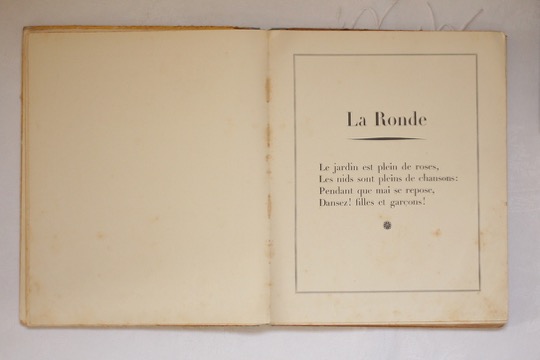 La Ronde
Le jardin est plein de roses,
Les nids sont pleins de chansons:
Pendant que mai se repose,
Dansez! filles et garçons!